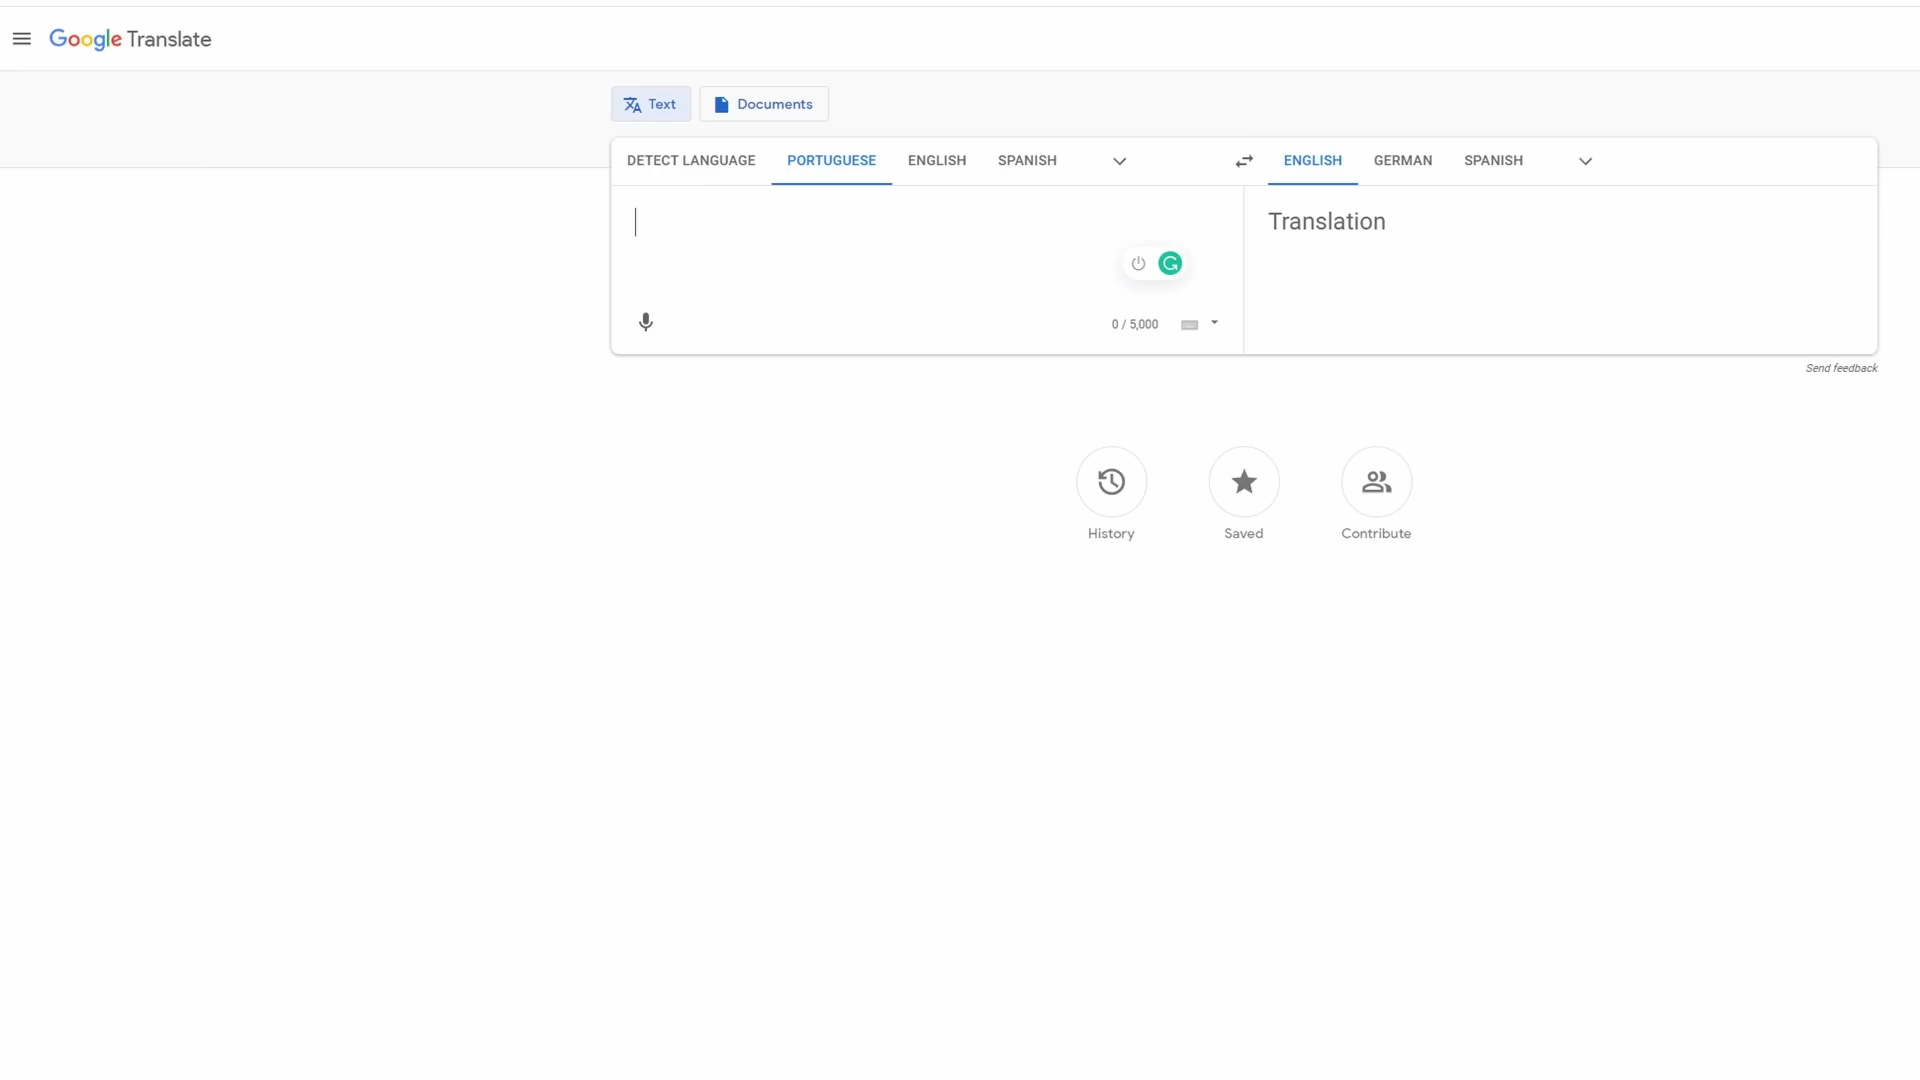 Google Translate
Text
Documents
DETECT LANGUAGE
PORTUGUESE
ENGLISH
SPANISH
ENGLISH
GERMAN
SPANISH
Translation
0 / 5,000
Send feedback
History
Saved
Contribute